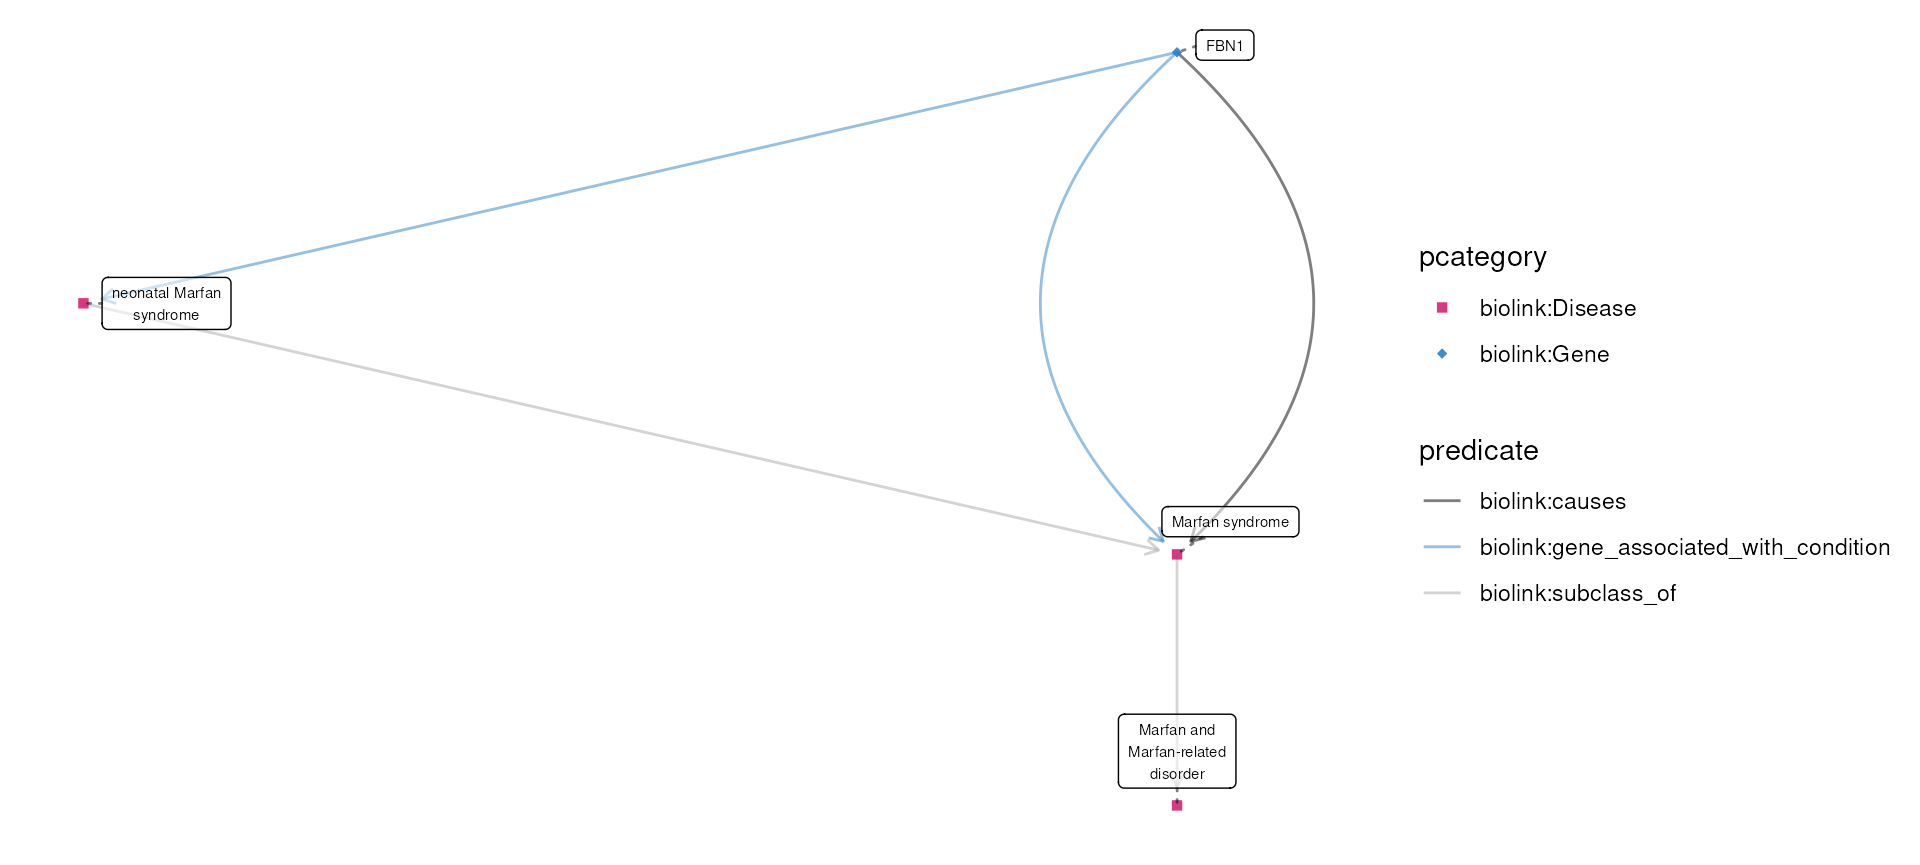 FBN1
neonatal Marfan
syndrome
Marfan syndrome
Marfan and
Marfan-related
disorder
pcategory
biolink:Disease
biolink:Gene
predicate
biolink:causes
biolink:gene_associated_with_condition
biolink:subclass_of